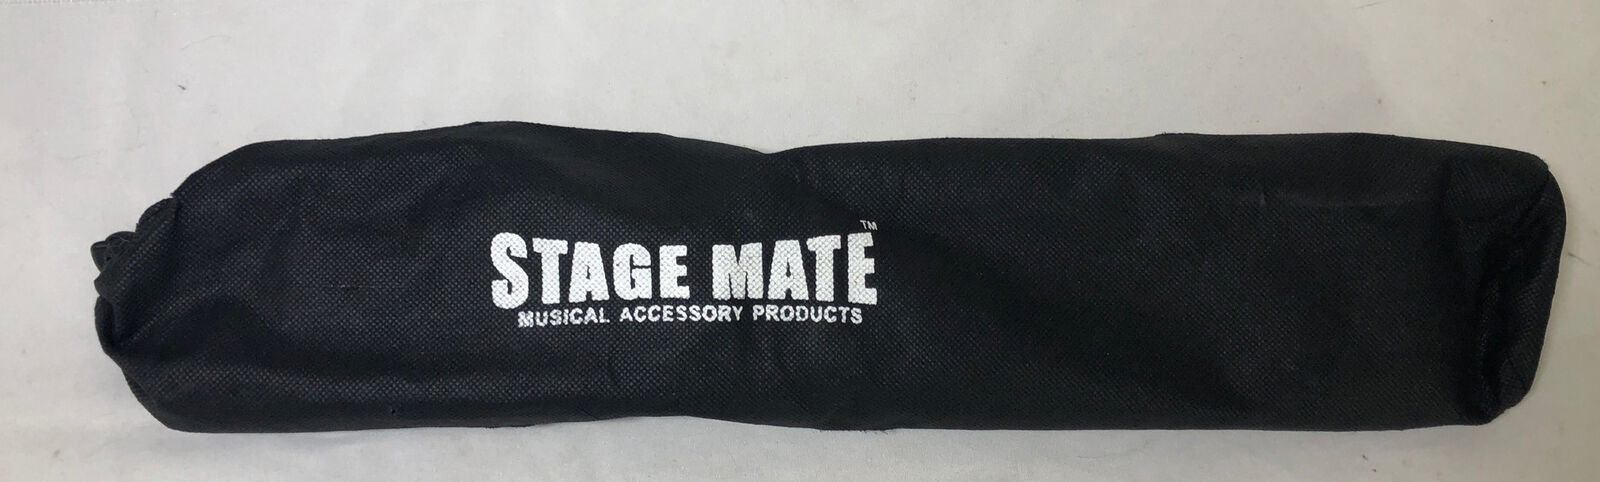 STAGE MATE™
MUSICAL ACCESSORY PRODUCTS